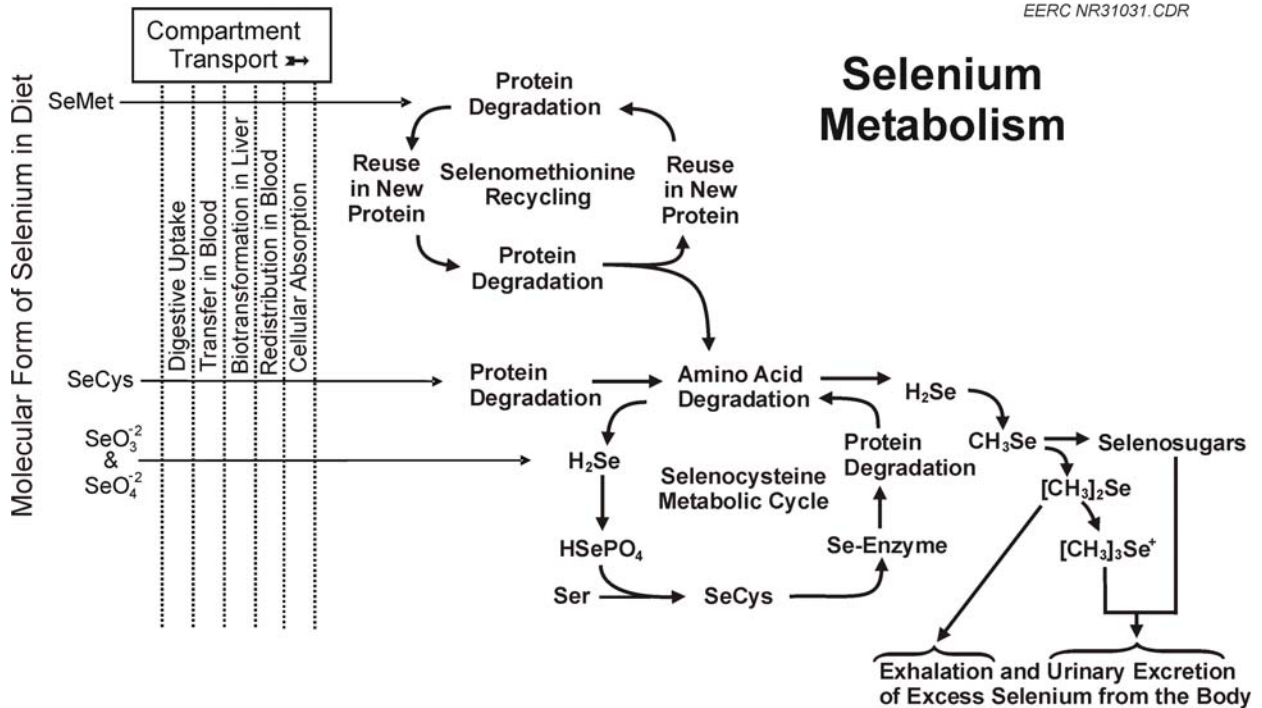 EERC NR31031.CDR
Compartment
Transport ➳
Selenium
Metabolism
Molecular Form of Selenium in Diet
SeMet
SeCys
SeO₃⁻²
&
SeO₄⁻²
Digestive Uptake
Transfer in Blood
Biotransformation in Liver
Redistribution in Blood
Cellular Absorption
Protein
Degradation
Reuse
in New
Protein
Selenomethionine
Recycling
Reuse
in New
Protein
Protein
Degradation
Protein
Degradation
Amino Acid
Degradation
H₂Se
CH₃Se
Selenosugars
[CH₃]₂Se
[CH₃]₃Se⁺
H₂Se
Selenocysteine
Metabolic Cycle
Protein
Degradation
HSePO₄
Se-Enzyme
Ser
SeCys
Exhalation and Urinary Excretion
of Excess Selenium from the Body